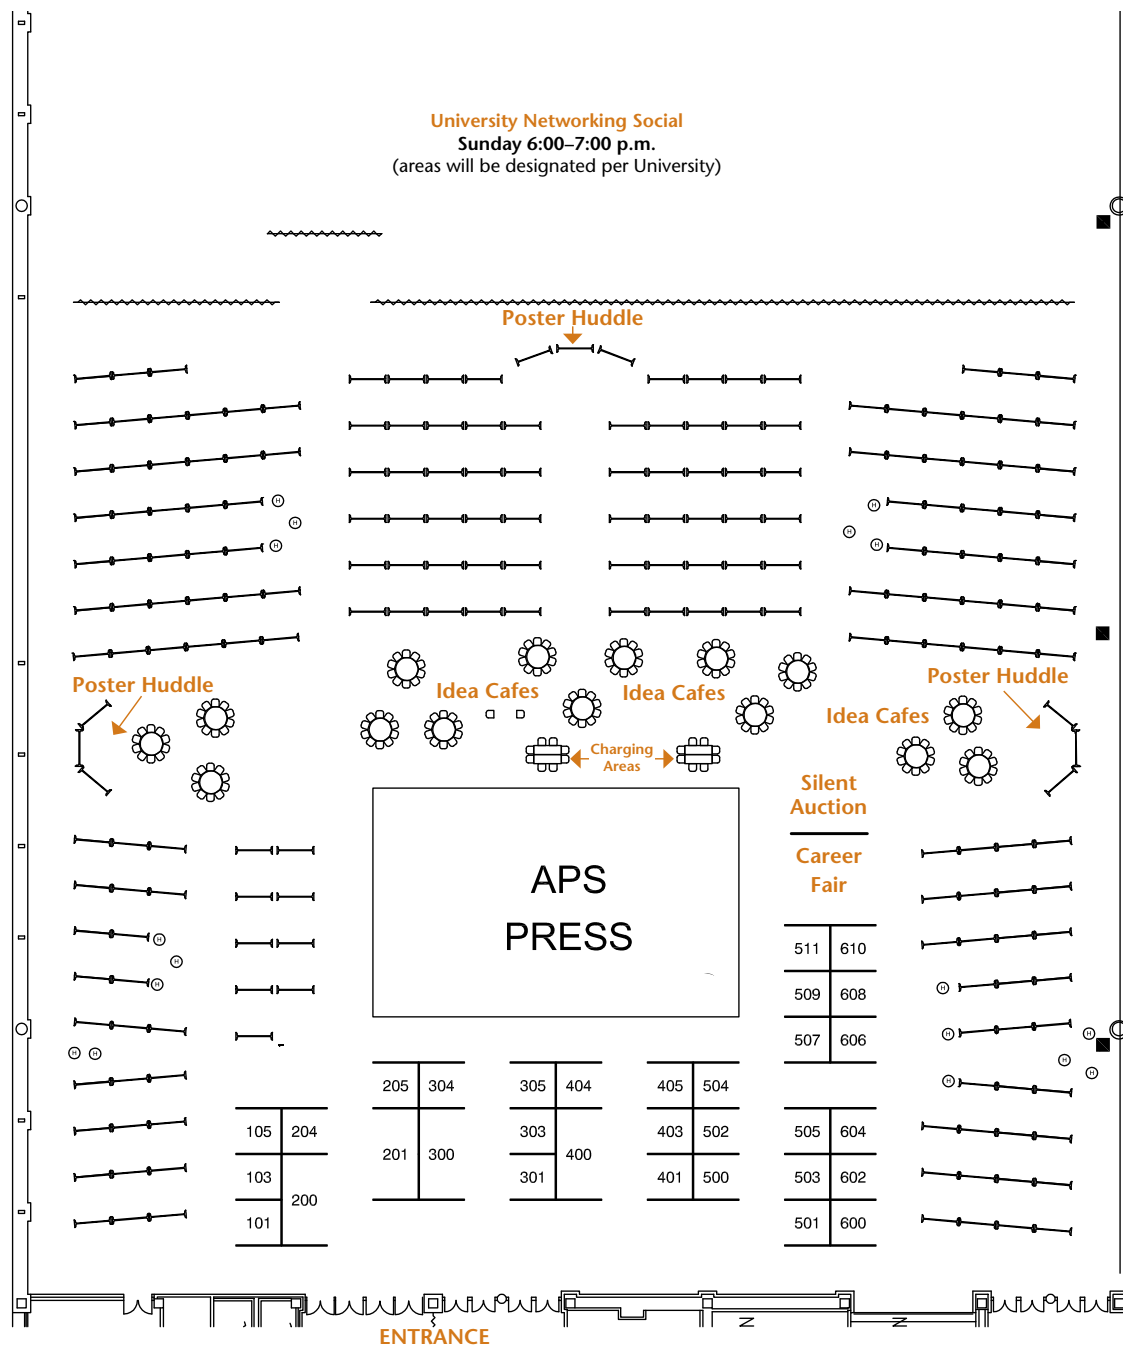 University Networking Social
Sunday 6:00–7:00 p.m.
(areas will be designated per University)
Poster Huddle
H
H
H
H
H
H
Poster Huddle
Idea Cafes
Idea Cafes
Poster Huddle
Idea Cafes
Charging
Areas
Silent
Auction
Career
Fair
APS
PRESS
H
H
H
H
H
H
H
H
H
H
H
511 610
509 608
507 606
205 304
305 404
405 504
105 204
103
200
101
201 300
303
400
301
403 502
401 500
505 604
503 602
501 600
ENTRANCE